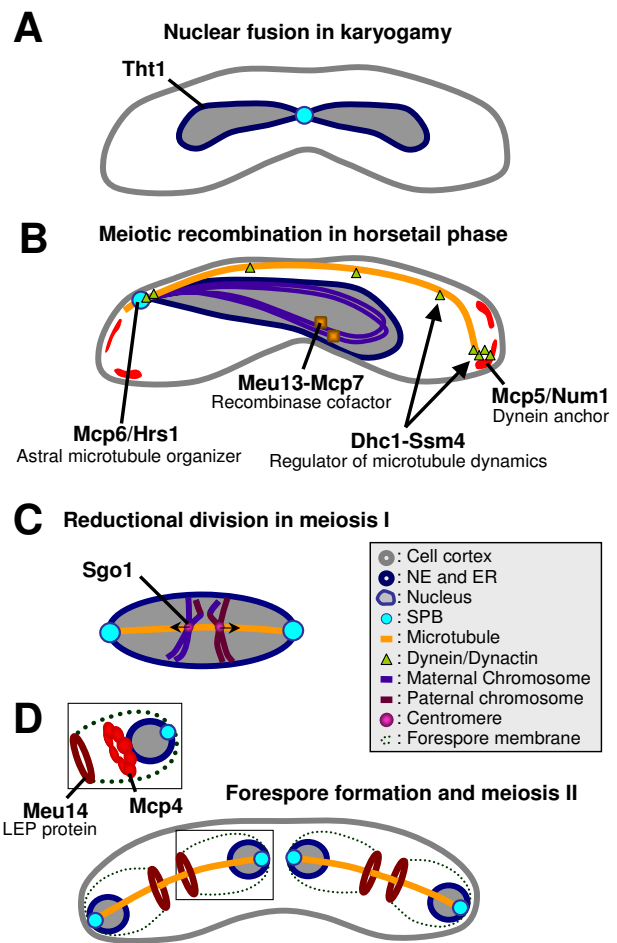 A
Nuclear fusion in karyogamy
Tht1
B
Meiotic recombination in horsetail phase
Meu13-Mcp7
Recombinase cofactor
Mcp5/Num1
Dynein anchor
Mcp6/Hrs1
Astral microtubule organizer
Dhc1-Ssm4
Regulator of microtubule dynamics
C
Reductional division in meiosis I
Sgo1
: Cell cortex
: NE and ER
: Nucleus
: SPB
: Microtubule
: Dynein/Dynactin
: Maternal Chromosome
: Paternal chromosome
: Centromere
: Forespore membrane
D
Meu14
LEP protein
Mcp4
Forespore formation and meiosis II